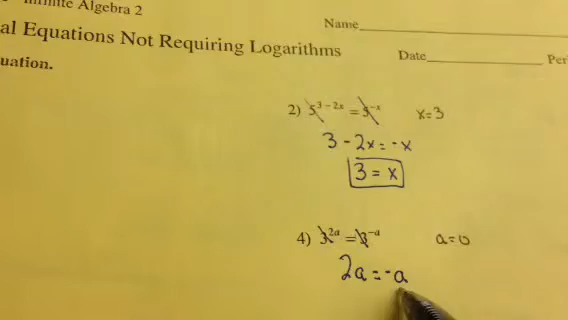 Infinite Algebra 2
Name
al Equations Not Requiring Logarithms
Date Per
uation.
2) 5^3 - 2x = 5^-x x=3
3 - 2x = -x
3 = x
4) 3^2a = 3^-a a=0
2a = -a